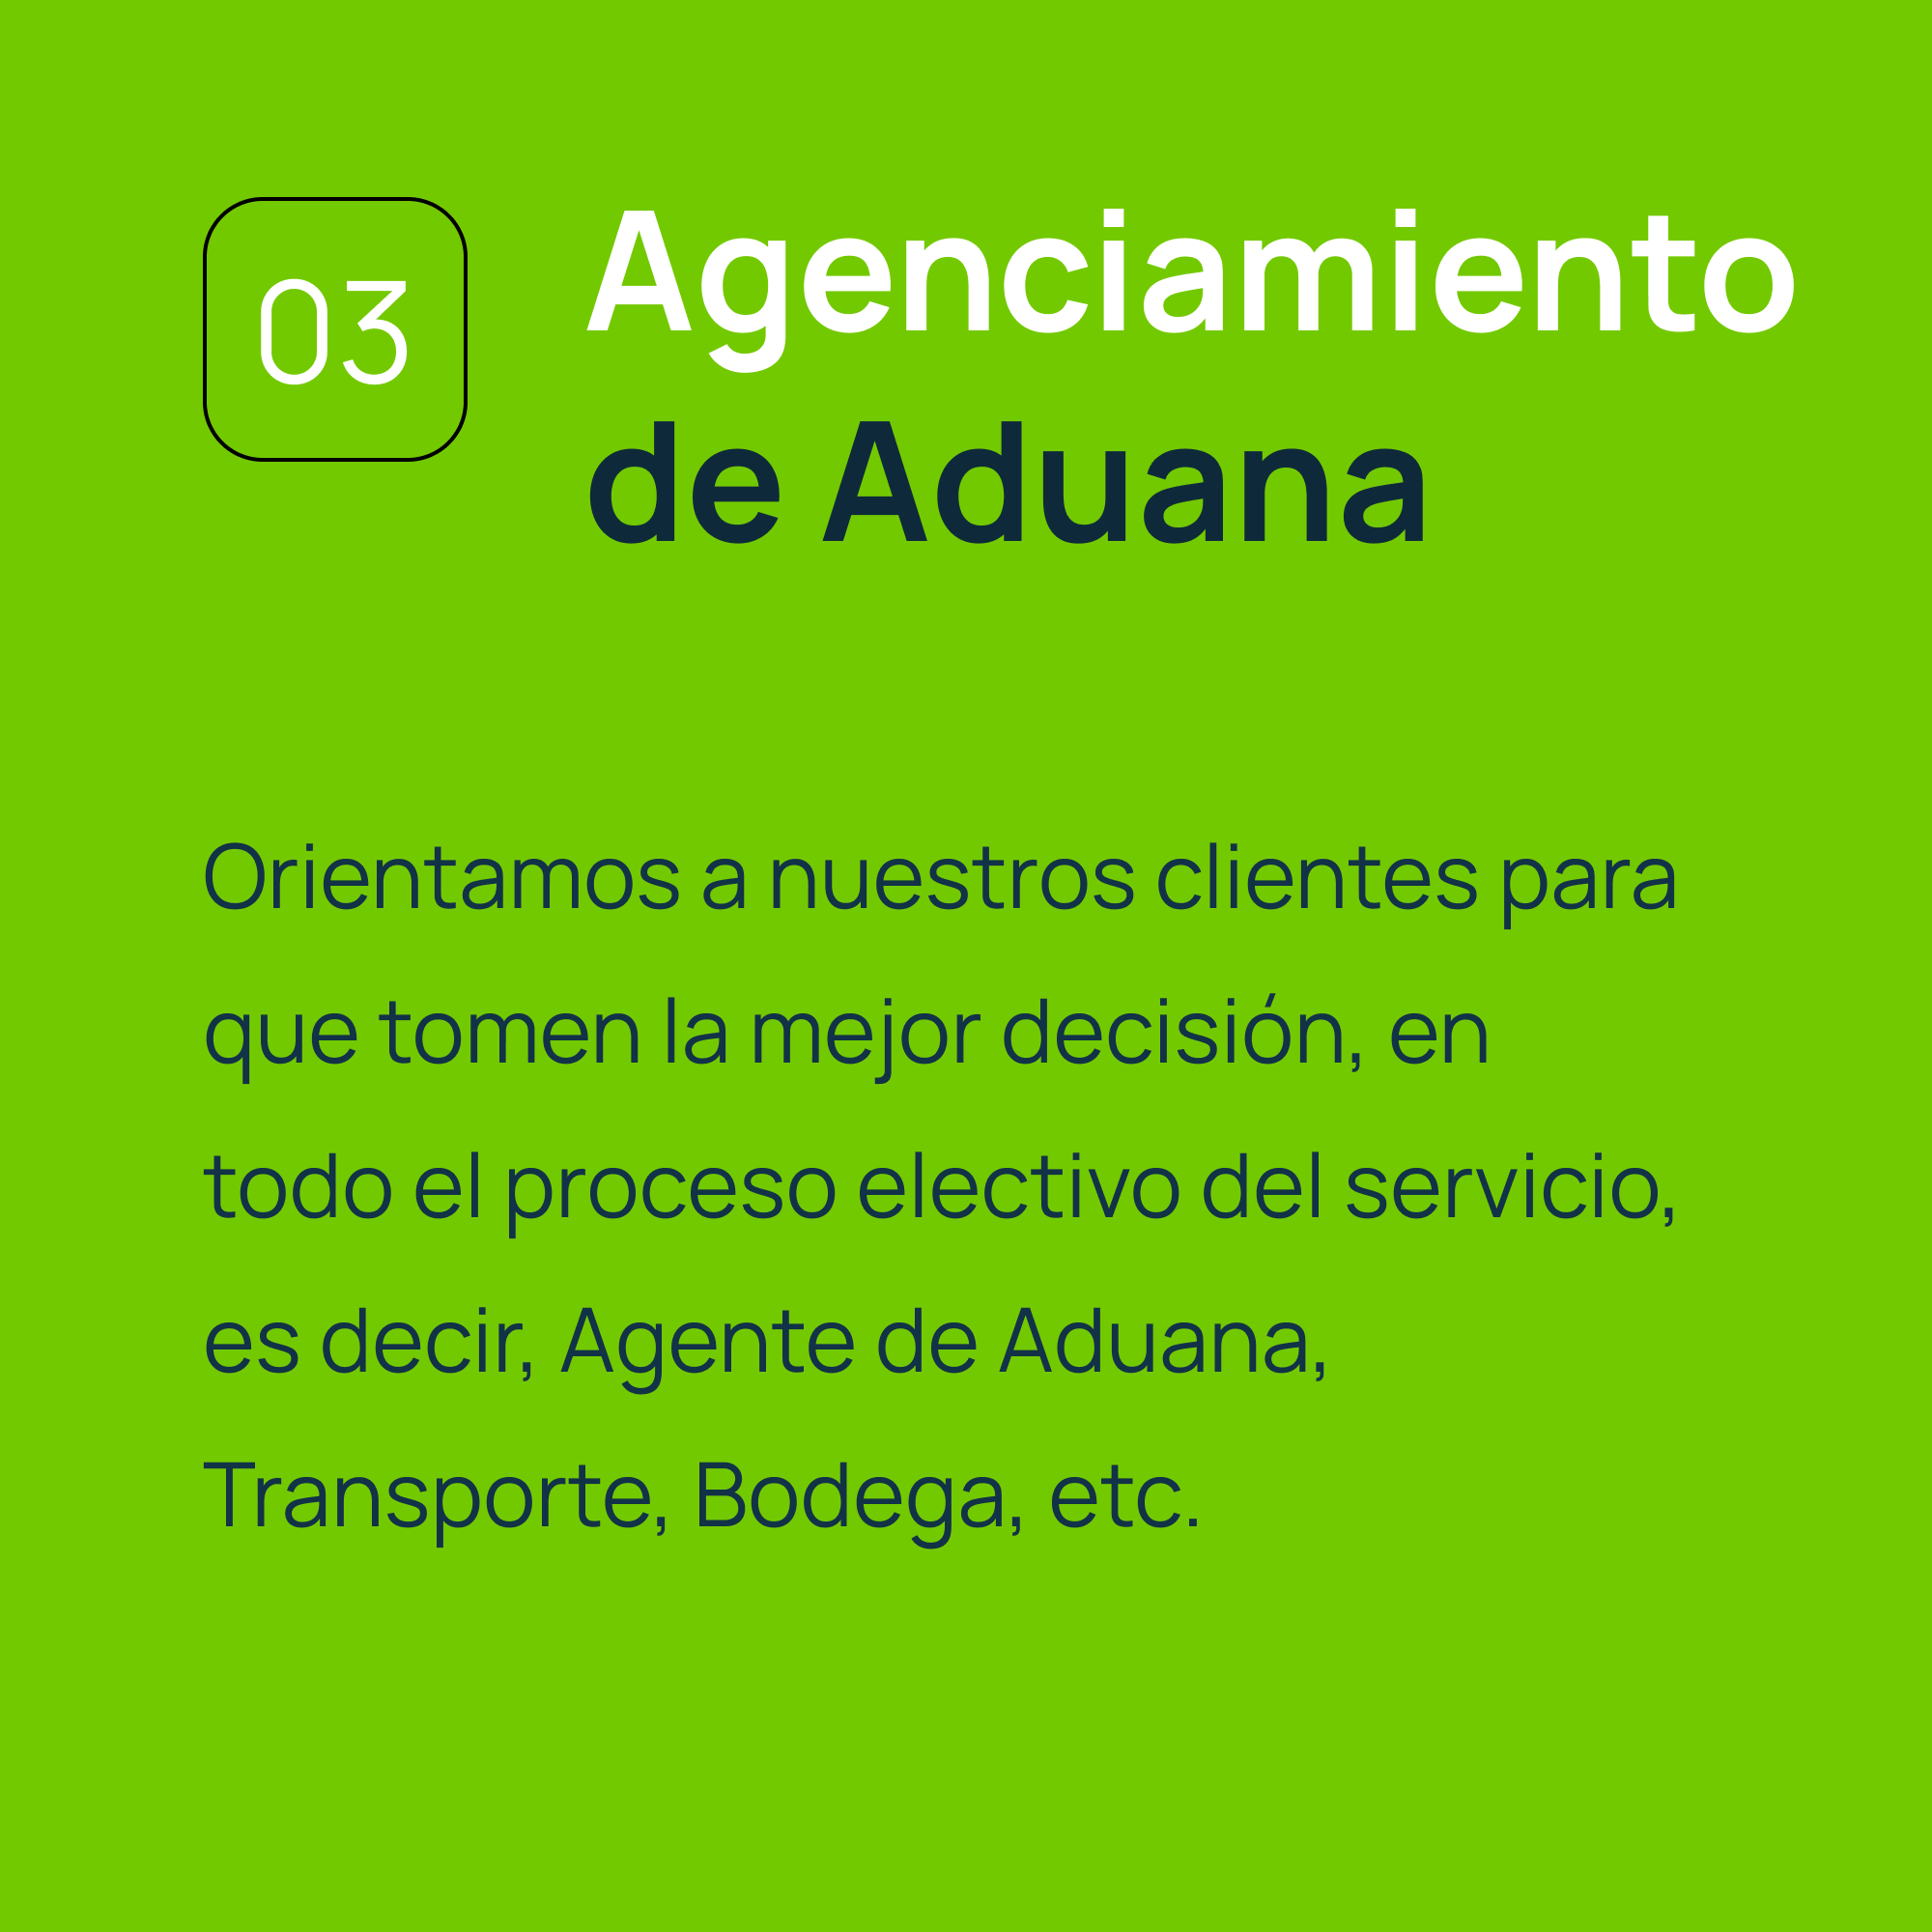 03
Agenciamiento
de Aduana
Orientamos a nuestros clientes para
que tomen la mejor decisión, en
todo el proceso electivo del servicio,
es decir, Agente de Aduana,
Transporte, Bodega, etc.